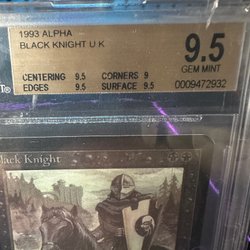 1993 ALPHA
BLACK KNIGHT U K
9.5
GEM MINT
CENTERING 9.5 CORNERS 9
EDGES 9.5 SURFACE 9.5
0009472932
Black Knight